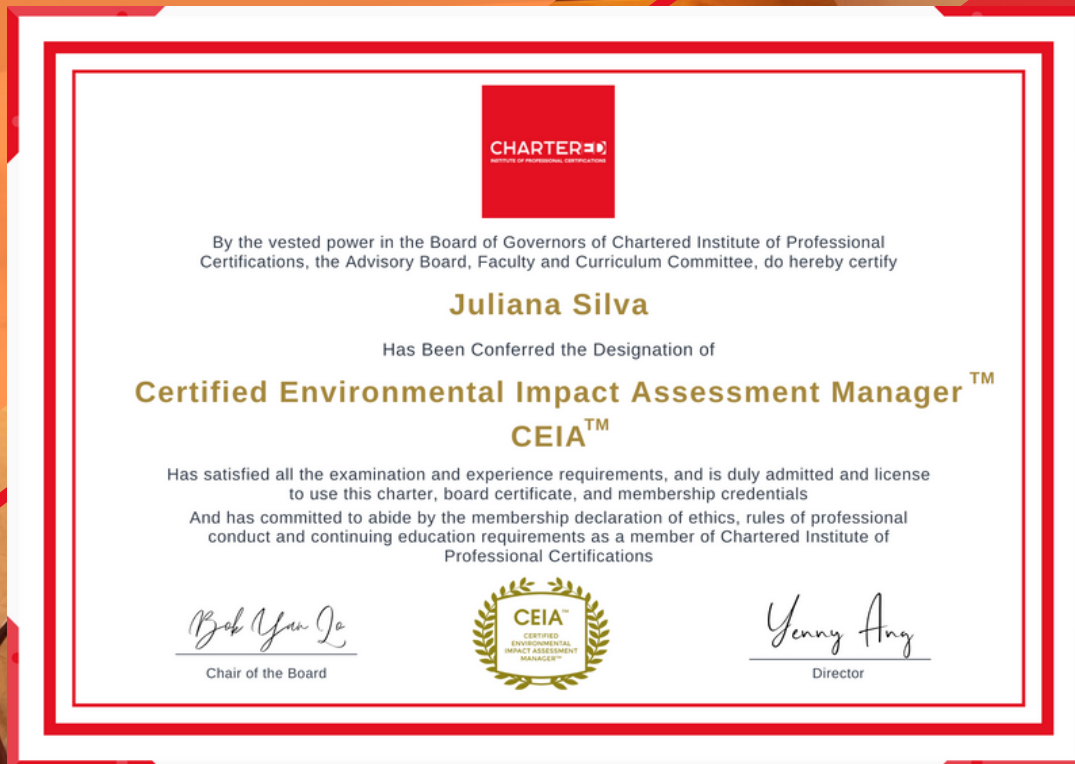 CHARTERED
INSTITUTE OF PROFESSIONAL CERTIFICATIONS
By the vested power in the Board of Governors of Chartered Institute of Professional
Certifications, the Advisory Board, Faculty and Curriculum Committee, do hereby certify
Juliana Silva
Has Been Conferred the Designation of
Certified Environmental Impact Assessment Manager™
CEIA™
Has satisfied all the examination and experience requirements, and is duly admitted and license
to use this charter, board certificate, and membership credentials
And has committed to abide by the membership declaration of ethics, rules of professional
conduct and continuing education requirements as a member of Chartered Institute of
Professional Certifications
Bok Yun Lo
Chair of the Board
CEIA™
CERTIFIED
ENVIRONMENTAL
IMPACT ASSESSMENT
MANAGER™
Yenny Ang
Director